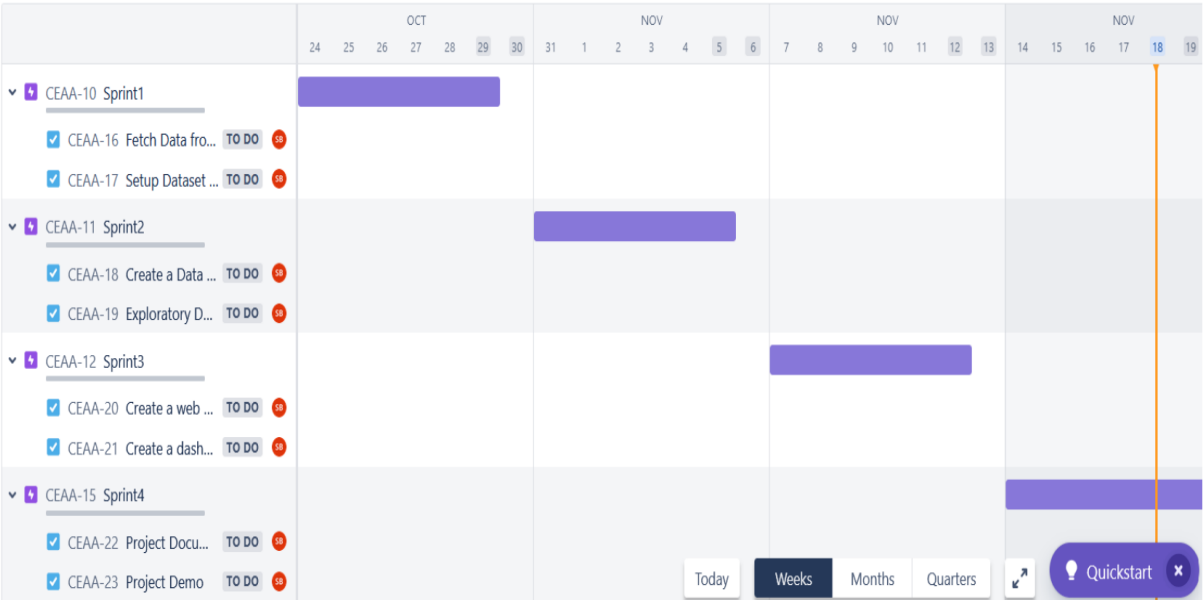 OCT NOV NOV NOV
24 25 26 27 28 29 30 31 1 2 3 4 5 6 7 8 9 10 11 12 13 14 15 16 17 18 19
CEAA-10 Sprint1
CEAA-16 Fetch Data fro... TO DO SB
CEAA-17 Setup Dataset ... TO DO SB
CEAA-11 Sprint2
CEAA-18 Create a Data ... TO DO SB
CEAA-19 Exploratory D... TO DO SB
CEAA-12 Sprint3
CEAA-20 Create a web ... TO DO SB
CEAA-21 Create a dash... TO DO SB
CEAA-15 Sprint4
CEAA-22 Project Docu... TO DO SB
CEAA-23 Project Demo TO DO SB
Today Weeks Months Quarters Quickstart